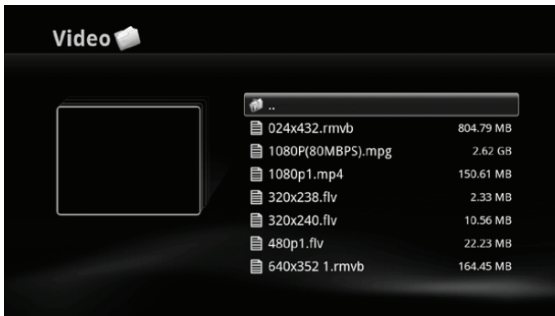 Video
..
024x432.rmvb 804.79 MB
1080P(80MBPS).mpg 2.62 GB
1080p1.mp4 150.61 MB
320x238.flv 2.33 MB
320x240.flv 10.56 MB
480p1.flv 22.23 MB
640x352 1.rmvb 164.45 MB